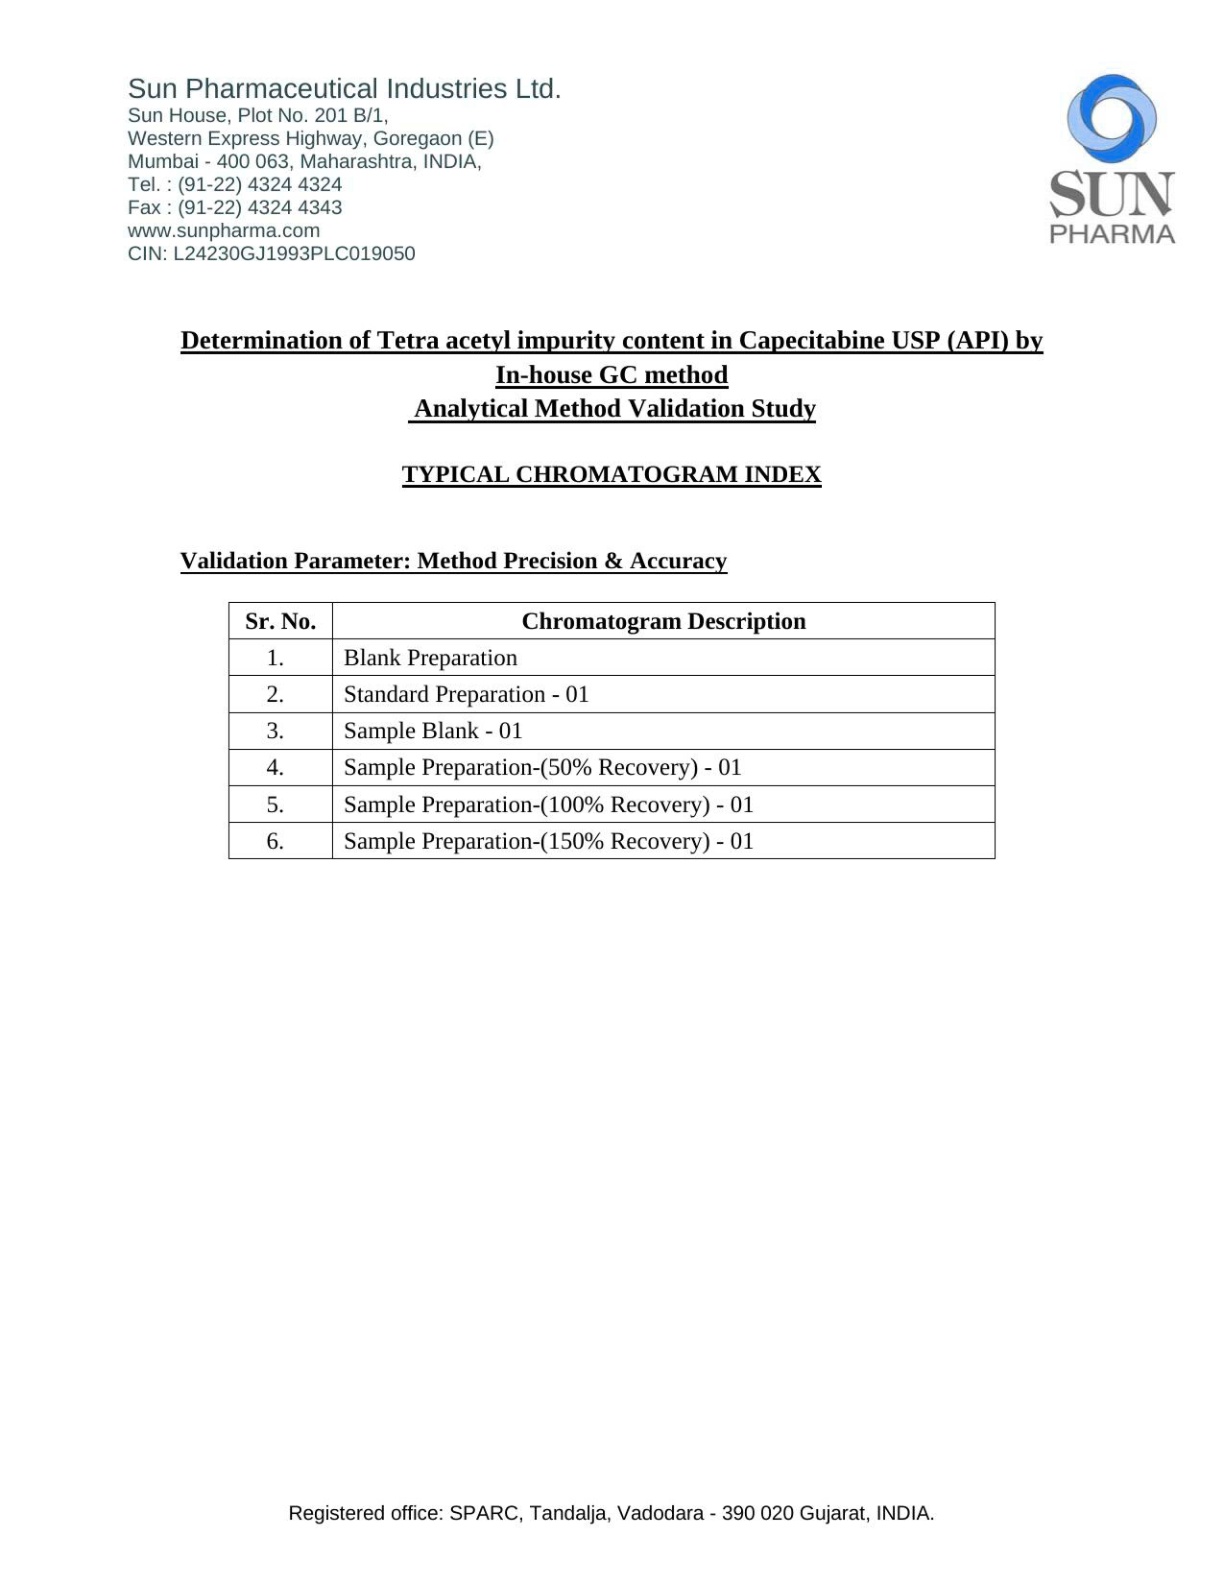 Sun Pharmaceutical Industries Ltd.
Sun House, Plot No. 201 B/1,
Western Express Highway, Goregaon (E)
Mumbai - 400 063, Maharashtra, INDIA,
Tel. : (91-22) 4324 4324
Fax : (91-22) 4324 4343
www.sunpharma.com
CIN: L24230GJ1993PLC019050
SUN
PHARMA
Determination of Tetra acetyl impurity content in Capecitabine USP (API) by
In-house GC method
Analytical Method Validation Study
TYPICAL CHROMATOGRAM INDEX
Validation Parameter: Method Precision & Accuracy
Sr. No. Chromatogram Description
1. Blank Preparation
2. Standard Preparation - 01
3. Sample Blank - 01
4. Sample Preparation-(50% Recovery) - 01
5. Sample Preparation-(100% Recovery) - 01
6. Sample Preparation-(150% Recovery) - 01
Registered office: SPARC, Tandalja, Vadodara - 390 020 Gujarat, INDIA.